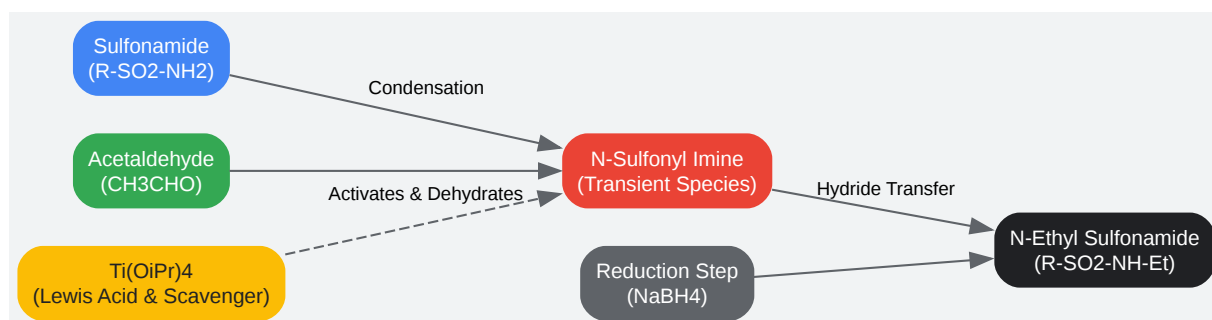 Sulfonamide
(R-SO2-NH2)
Condensation
Acetaldehyde
(CH3CHO)
Activates & Dehydrates
N-Sulfonyl Imine
(Transient Species)
Hydride Transfer
Ti(OiPr)4
(Lewis Acid & Scavenger)
Reduction Step
(NaBH4)
N-Ethyl Sulfonamide
(R-SO2-NH-Et)